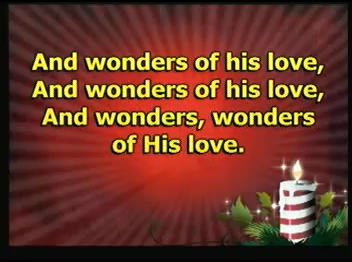 And wonders of his love,
And wonders of his love,
And wonders, wonders
of His love.